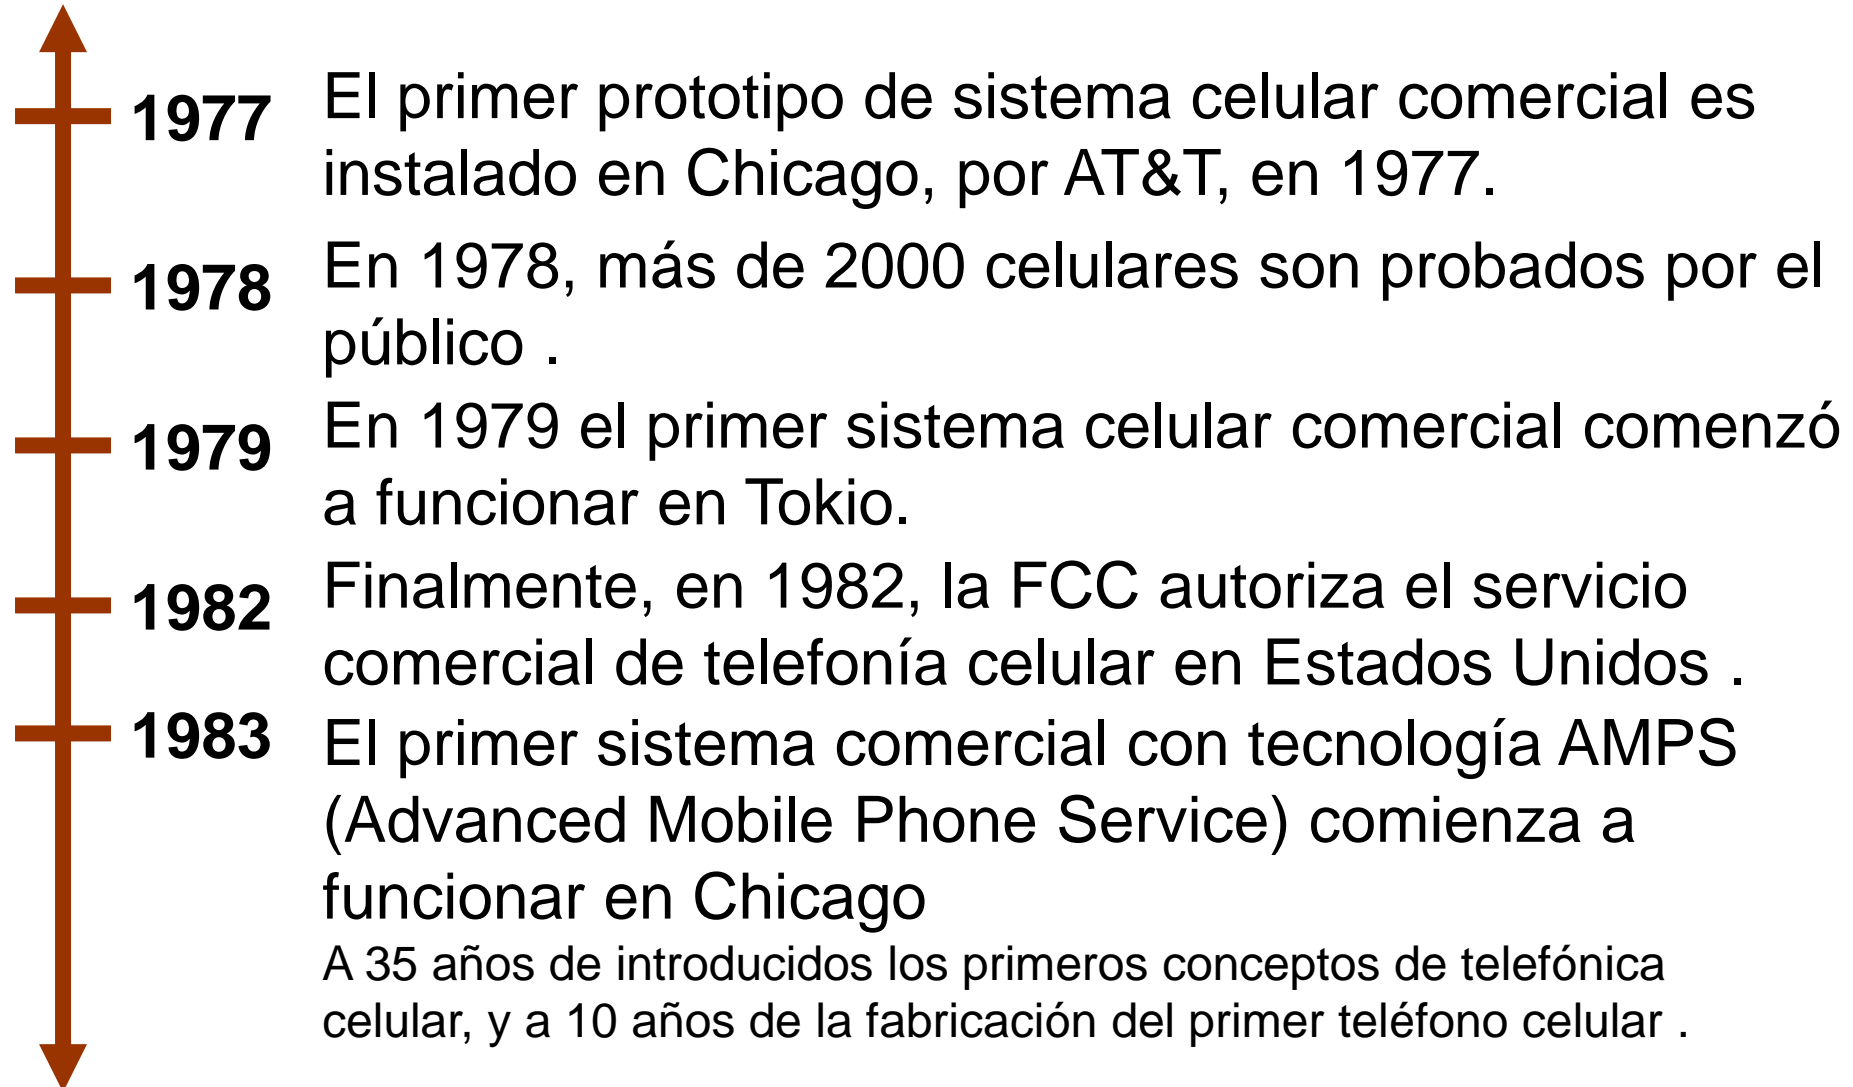 1977
El primer prototipo de sistema celular comercial es
instalado en Chicago, por AT&T, en 1977.
1978
En 1978, más de 2000 celulares son probados por el
público .
1979
En 1979 el primer sistema celular comercial comenzó
a funcionar en Tokio.
1982
Finalmente, en 1982, la FCC autoriza el servicio
comercial de telefonía celular en Estados Unidos .
1983
El primer sistema comercial con tecnología AMPS
(Advanced Mobile Phone Service) comienza a
funcionar en Chicago
A 35 años de introducidos los primeros conceptos de telefónica
celular, y a 10 años de la fabricación del primer teléfono celular .